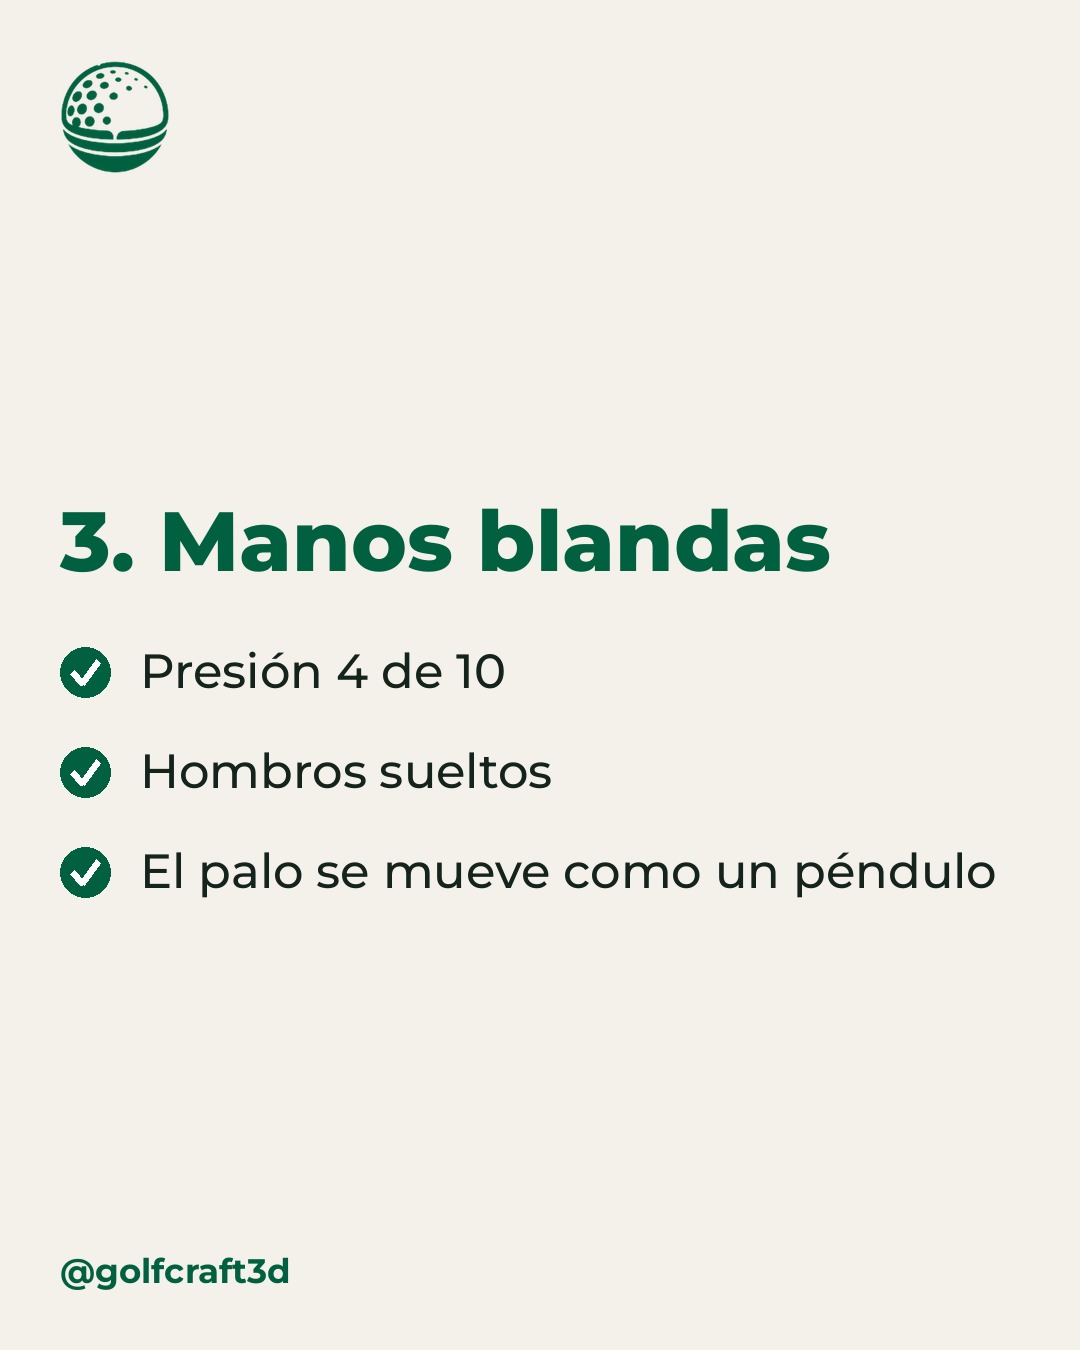 3. Manos blandas
Presión 4 de 10
Hombros sueltos
El palo se mueve como un péndulo
@golfcraft3d